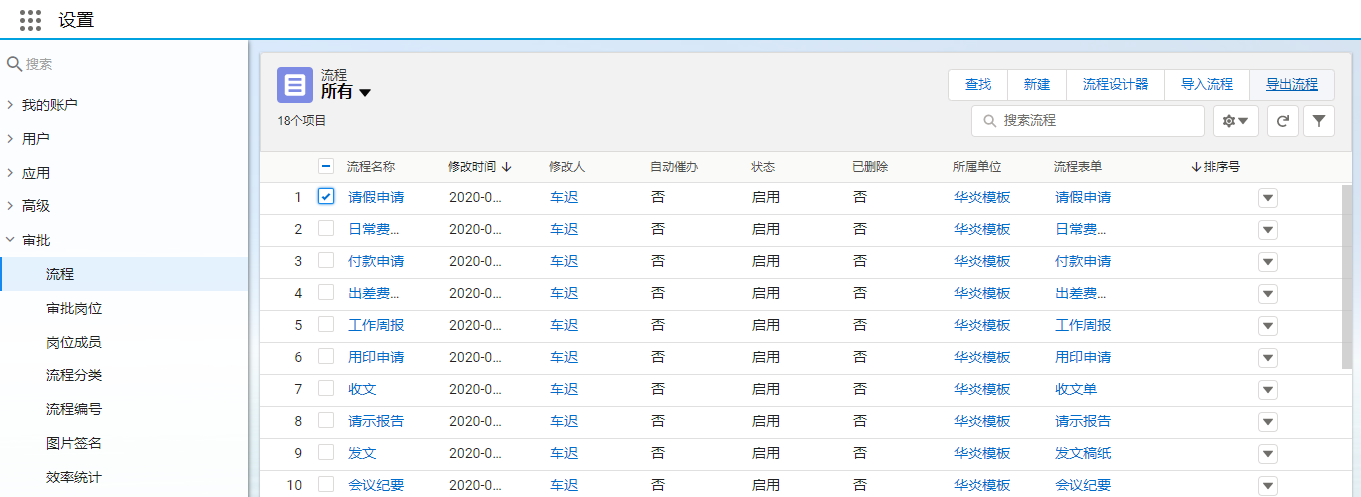 设置
搜索
我的账户
用户
应用
高级
审批
流程
审批岗位
岗位成员
流程分类
流程编号
图片签名
效率统计
流程
所有
18个项目
查找 新建 流程设计器 导入流程 导出流程
搜索流程
流程名称 修改时间 修改人 自动催办 状态 已删除 所属单位 流程表单 排序号
1 请假申请 2020-0... 车迟 否 启用 否 华炎模板 请假申请
2 日常费... 2020-0... 车迟 否 启用 否 华炎模板 日常费...
3 付款申请 2020-0... 车迟 否 启用 否 华炎模板 付款申请
4 出差费... 2020-0... 车迟 否 启用 否 华炎模板 出差费...
5 工作周报 2020-0... 车迟 否 启用 否 华炎模板 工作周报
6 用印申请 2020-0... 车迟 否 启用 否 华炎模板 用印申请
7 收文 2020-0... 车迟 否 启用 否 华炎模板 收文单
8 请示报告 2020-0... 车迟 否 启用 否 华炎模板 请示报告
9 发文 2020-0... 车迟 否 启用 否 华炎模板 发文稿纸
10 会议纪要 2020-0... 车迟 否 启用 否 华炎模板 会议纪要